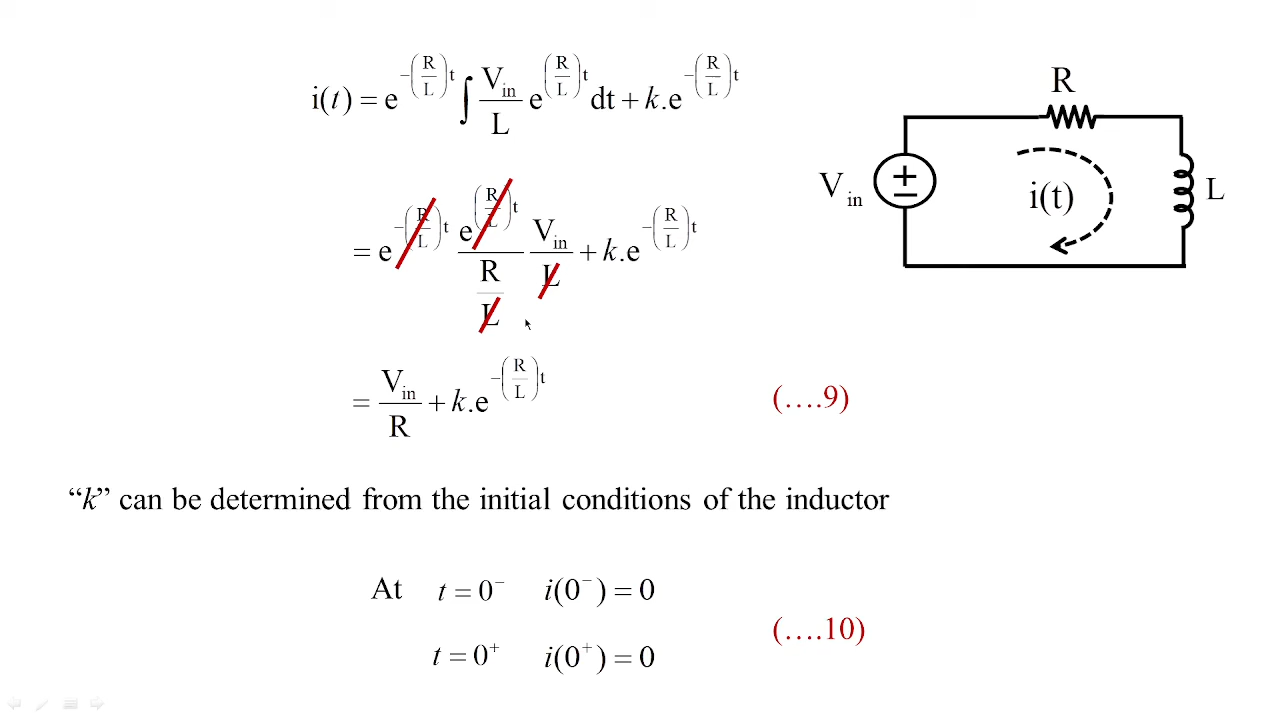 i(t) = e^{-(R/L)t} ∫ V_in/L e^{(R/L)t} dt + k.e^{-(R/L)t}
= e^{-(R/L)t} e^{(R/L)t}/(R/L) V_in/L + k.e^{-(R/L)t}
= V_in/R + k.e^{-(R/L)t} (….9)
“k” can be determined from the initial conditions of the inductor
At t = 0⁻ i(0⁻) = 0
t = 0⁺ i(0⁺) = 0
(….10)
R
V_in
+
−
i(t)
L